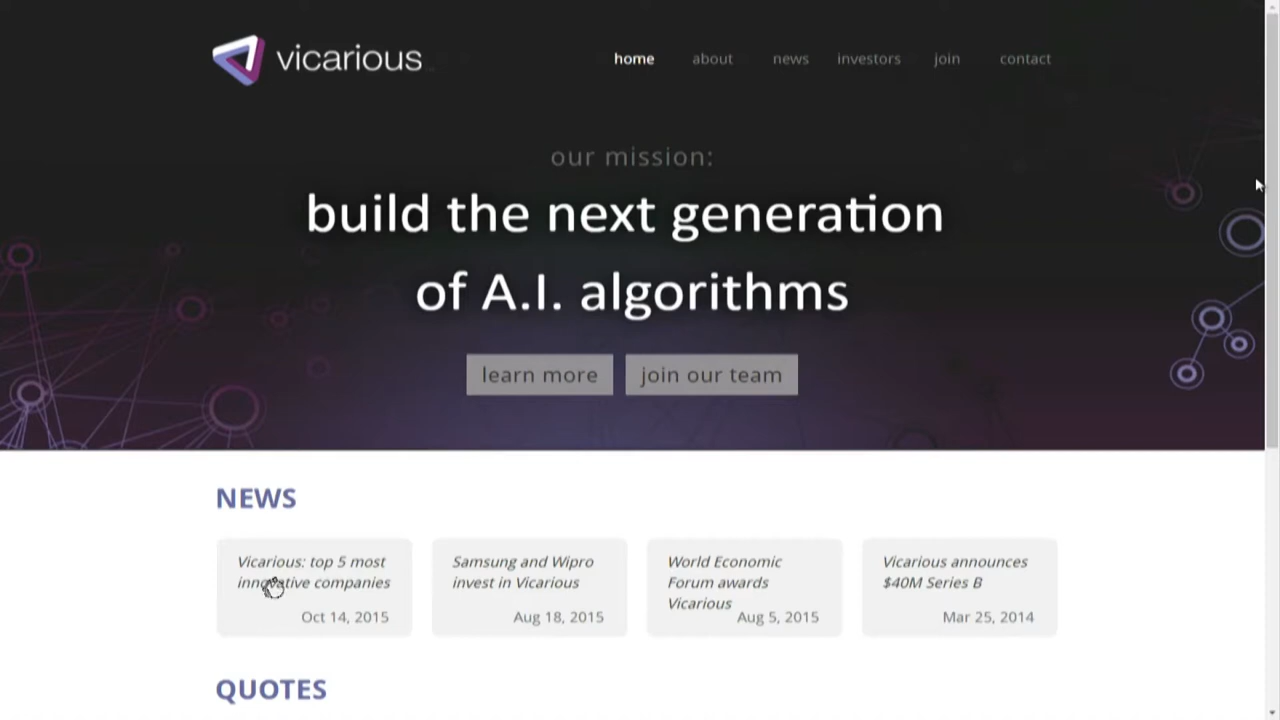 vicarious
home about news investors join contact
our mission:
build the next generation
of A.I. algorithms
learn more join our team
NEWS
Vicarious: top 5 most
innovative companies
Oct 14, 2015
Samsung and Wipro
invest in Vicarious
Aug 18, 2015
World Economic
Forum awards
Vicarious
Aug 5, 2015
Vicarious announces
$40M Series B
Mar 25, 2014
QUOTES